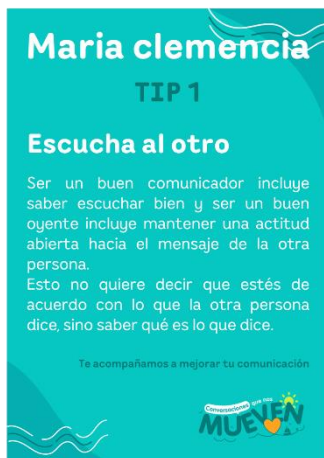 Maria clemencia
TIP 1
Escucha al otro
Ser un buen comunicador incluye
saber escuchar bien y ser un buen
oyente incluye mantener una actitud
abierta hacia el mensaje de la otra
persona.
Esto no quiere decir que estés de
acuerdo con lo que la otra persona
dice, sino saber qué es lo que dice.
Te acompañamos a mejorar tu comunicación
Conversaciones que nos
MUEVEN